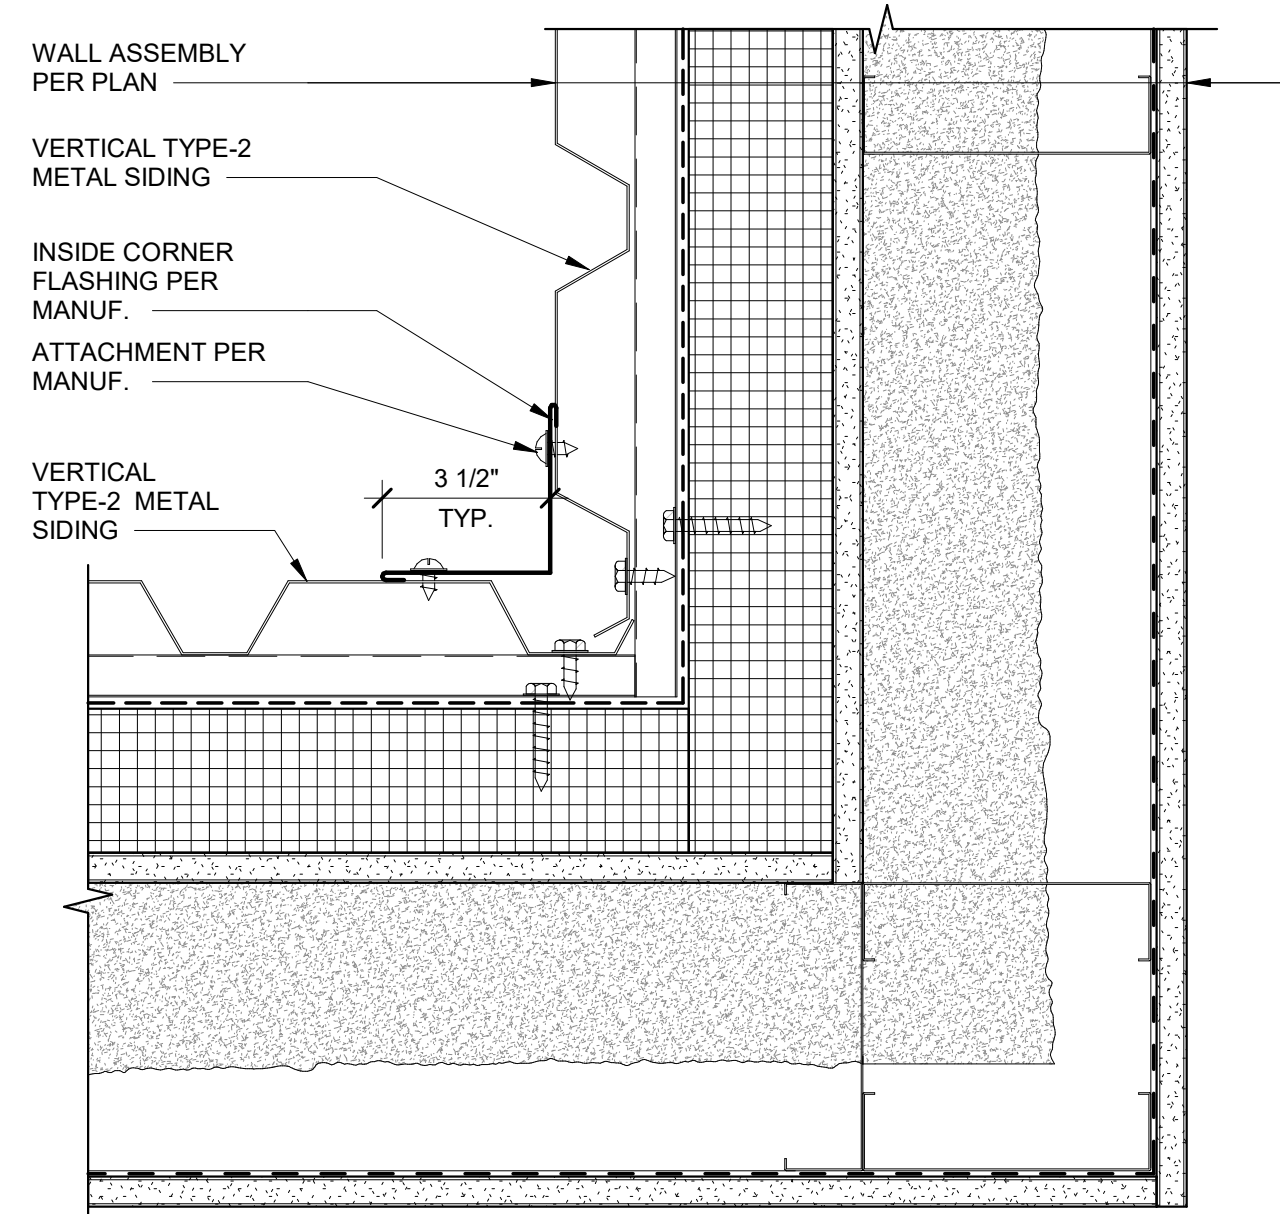 WALL ASSEMBLY
PER PLAN
VERTICAL TYPE-2
METAL SIDING
INSIDE CORNER
FLASHING PER
MANUF.
ATTACHMENT PER
MANUF.
VERTICAL
TYPE-2  METAL
SIDING
3 1/2"
TYP.